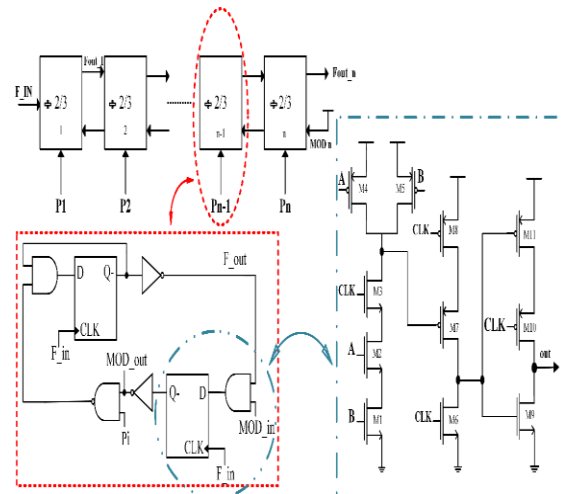 Fout_1
Fout_n
F_IN
÷ 2/3
÷ 2/3
÷ 2/3
÷ 2/3
1
2
n-1
n
MOD n
P1
P2
Pn-1
Pn
A
M4
M5
B
CLK
M8
M11
CLK
M3
M7
CLK
M10
A
M2
out
B
M1
CLK
M6
M9
D
Q-
F_out
CLK
F_in
MOD_out
Q-
D
Pi
MOD_in
CLK
F_in